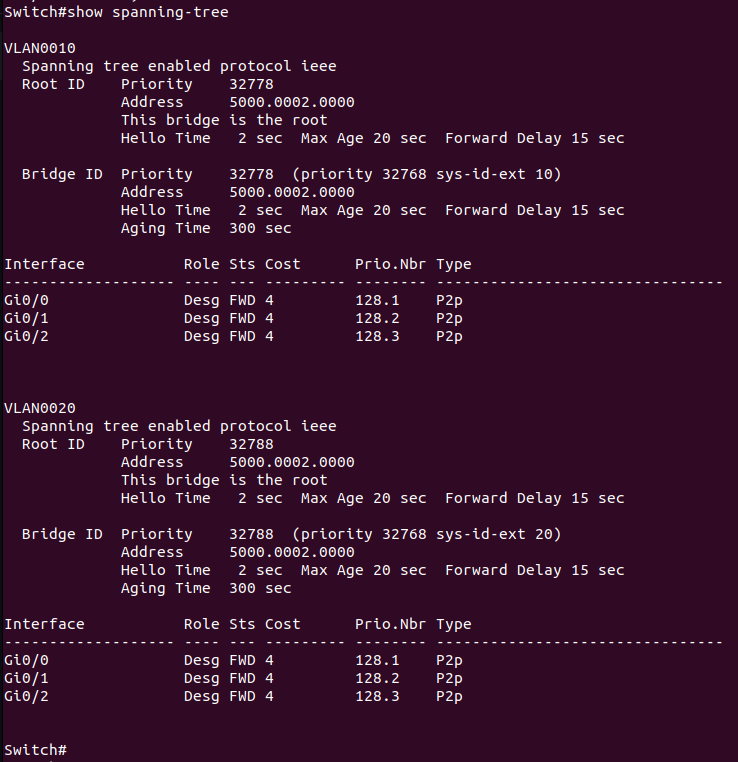 Switch#show spanning-tree

VLAN0010
  Spanning tree enabled protocol ieee
  Root ID    Priority    32778
             Address     5000.0002.0000
             This bridge is the root
             Hello Time   2 sec  Max Age 20 sec  Forward Delay 15 sec

  Bridge ID  Priority    32778  (priority 32768 sys-id-ext 10)
             Address     5000.0002.0000
             Hello Time   2 sec  Max Age 20 sec  Forward Delay 15 sec
             Aging Time  300 sec

Interface           Role Sts Cost      Prio.Nbr Type
------------------- ---- --- --------- -------- --------------------------------
Gi0/0               Desg FWD 4         128.1    P2p
Gi0/1               Desg FWD 4         128.2    P2p
Gi0/2               Desg FWD 4         128.3    P2p

VLAN0020
  Spanning tree enabled protocol ieee
  Root ID    Priority    32788
             Address     5000.0002.0000
             This bridge is the root
             Hello Time   2 sec  Max Age 20 sec  Forward Delay 15 sec

  Bridge ID  Priority    32788  (priority 32768 sys-id-ext 20)
             Address     5000.0002.0000
             Hello Time   2 sec  Max Age 20 sec  Forward Delay 15 sec
             Aging Time  300 sec

Interface           Role Sts Cost      Prio.Nbr Type
------------------- ---- --- --------- -------- --------------------------------
Gi0/0               Desg FWD 4         128.1    P2p
Gi0/1               Desg FWD 4         128.2    P2p
Gi0/2               Desg FWD 4         128.3    P2p

Switch#